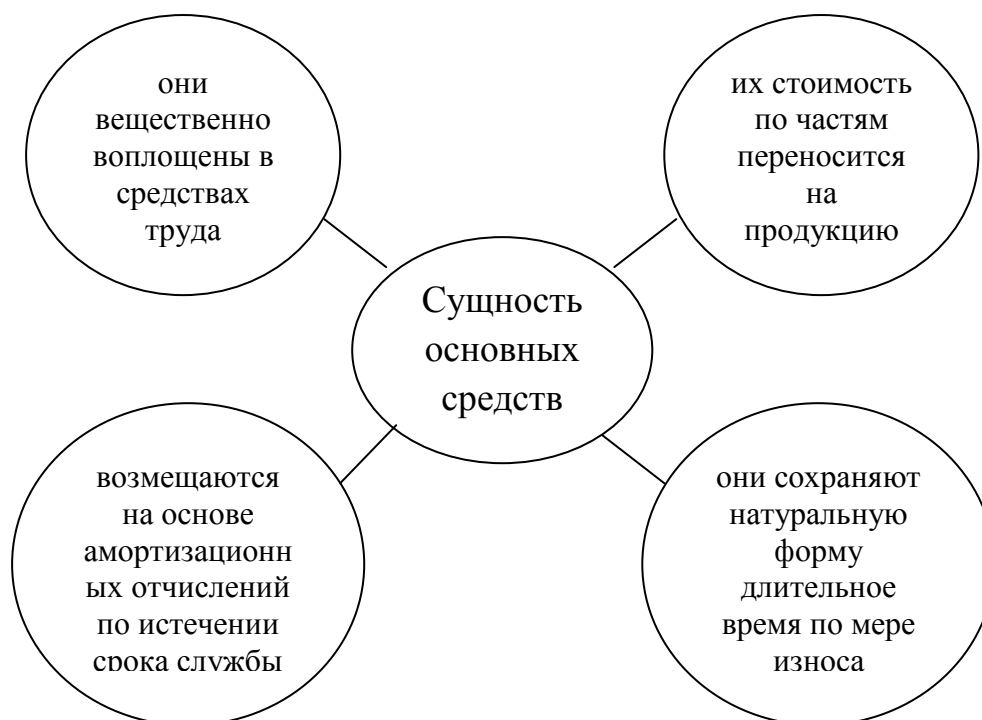 они
вещественно
воплощены в
средствах
труда
их стоимость
по частям
переносится
на
продукцию
Сущность
основных
средств
возмещаются
на основе
амортизационн
ых отчислений
по истечении
срока службы
они сохраняют
натуральную
форму
длительное
время по мере
износа